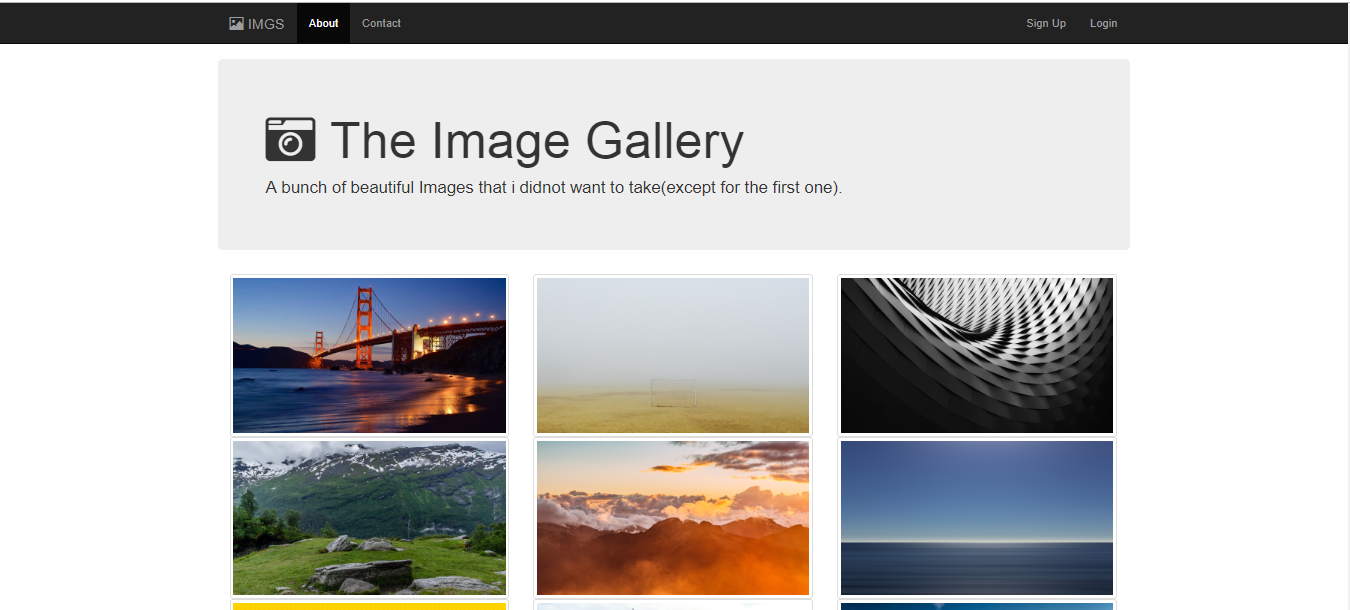 IMGS About Contact Sign Up Login
The Image Gallery
A bunch of beautiful Images that i didnot want to take(except for the first one).